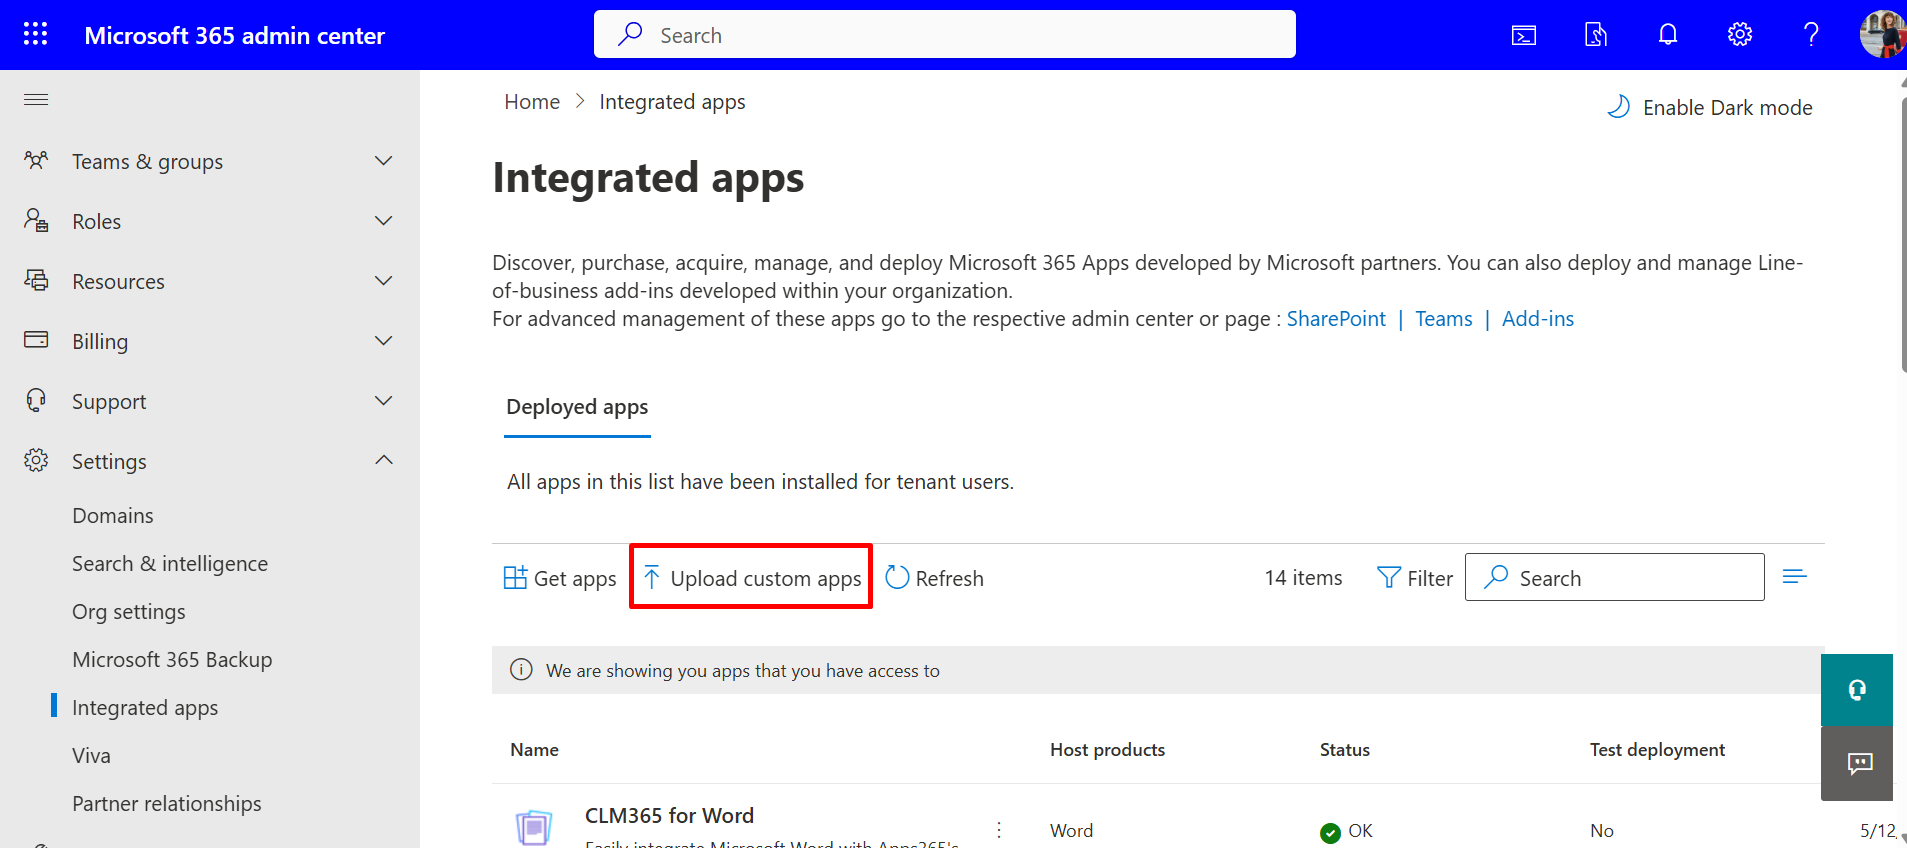 Microsoft 365 admin center
Search
Home > Integrated apps
Enable Dark mode
Teams & groups
Roles
Resources
Billing
Support
Settings
Domains
Search & intelligence
Org settings
Microsoft 365 Backup
Integrated apps
Viva
Partner relationships
Integrated apps
Discover, purchase, acquire, manage, and deploy Microsoft 365 Apps developed by Microsoft partners. You can also deploy and manage Line-
of-business add-ins developed within your organization.
For advanced management of these apps go to the respective admin center or page : SharePoint | Teams | Add-ins
Deployed apps
All apps in this list have been installed for tenant users.
Get apps Upload custom apps Refresh 14 items Filter Search
We are showing you apps that you have access to
Name Host products Status Test deployment
CLM365 for Word Word OK No 5/12
Easily integrate Microsoft Word with Apps365's